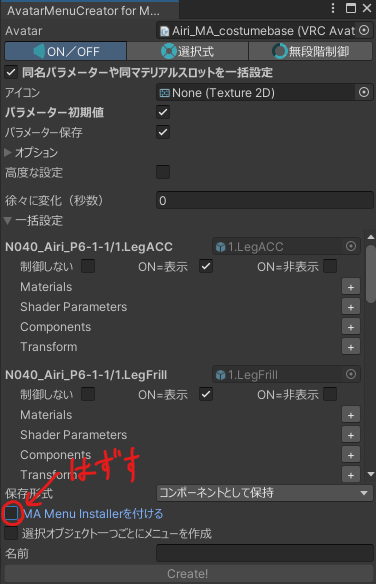 AvatarMenuCreator for M...
Avatar Airi_MA_costumebase (VRC Avat
ON／OFF 選択式 無段階制御
同名パラメーターや同マテリアルスロットを一括設定
アイコン None (Texture 2D)
パラメーター初期値
パラメーター保存
オプション
高度な設定
徐々に変化（秒数） 0
一括設定
N040_Airi_P6-1-1/1.LegACC 1.LegACC
制御しない ON=表示 ON=非表示
Materials +
Shader Parameters +
Components +
Transform +
N040_Airi_P6-1-1/1.LegFrill 1.LegFrill
制御しない ON=表示 ON=非表示
Materials +
Shader Parameters +
Components +
Transform +
はずす
保存形式 コンポーネントとして保持
MA Menu Installerを付ける
選択オブジェクト一つごとにメニューを作成
名前
Create!